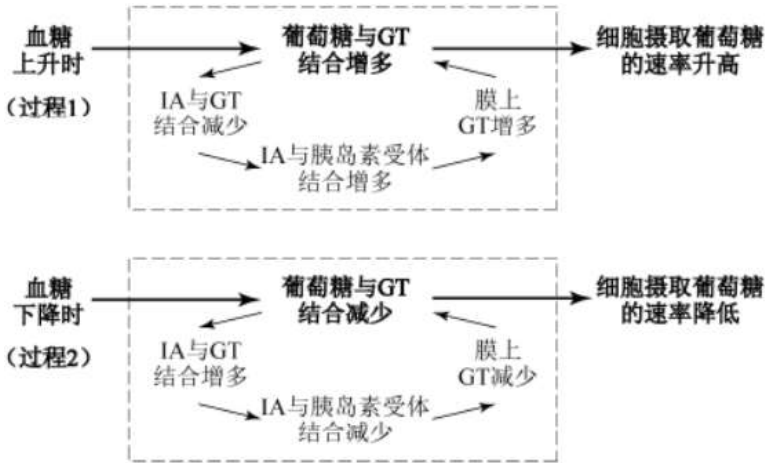 血糖
上升时
（过程1）
葡萄糖与GT
结合增多
细胞摄取葡萄糖
的速率升高
IA与GT
结合减少
膜上
GT增多
IA与胰岛素受体
结合增多
血糖
下降时
（过程2）
葡萄糖与GT
结合减少
细胞摄取葡萄糖
的速率降低
IA与GT
结合增多
膜上
GT减少
IA与胰岛素受体
结合减少